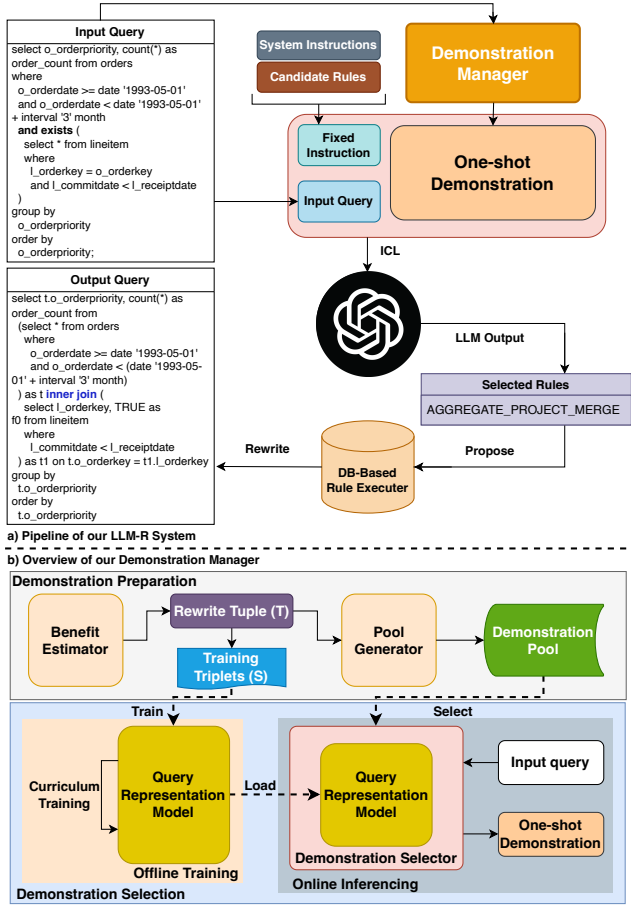 Input Query
select o_orderpriority, count(*) as
order_count from orders
where
o_orderdate >= date '1993-05-01'
and o_orderdate < date '1993-05-01'
+ interval '3' month
and exists (
select * from lineitem
where
l_orderkey = o_orderkey
and l_commitdate < l_receiptdate
)
group by
o_orderpriority
order by
o_orderpriority;
System Instructions
Candidate Rules
Demonstration
Manager
Fixed
Instruction
Input Query
One-shot
Demonstration
ICL
LLM Output
Selected Rules
AGGREGATE_PROJECT_MERGE
Propose
DB-Based
Rule Executer
Rewrite
Output Query
select t.o_orderpriority, count(*) as
order_count from
(select * from orders
where
o_orderdate >= date '1993-05-01'
and o_orderdate < (date '1993-05-
01' + interval '3' month)
) as t inner join (
select l_orderkey, TRUE as
f0 from lineitem
where
l_commitdate < l_receiptdate
) as t1 on t.o_orderkey = t1.l_orderkey
group by
t.o_orderpriority
order by
t.o_orderpriority
a) Pipeline of our LLM-R System
b) Overview of our Demonstration Manager
Demonstration Preparation
Benefit
Estimator
Rewrite Tuple (T)
Training
Triplets (S)
Pool
Generator
Demonstration
Pool
Train
Select
Curriculum
Training
Query
Representation
Model
Offline Training
Load
Query
Representation
Model
Demonstration Selector
Input query
One-shot
Demonstration
Online Inferencing
Demonstration Selection